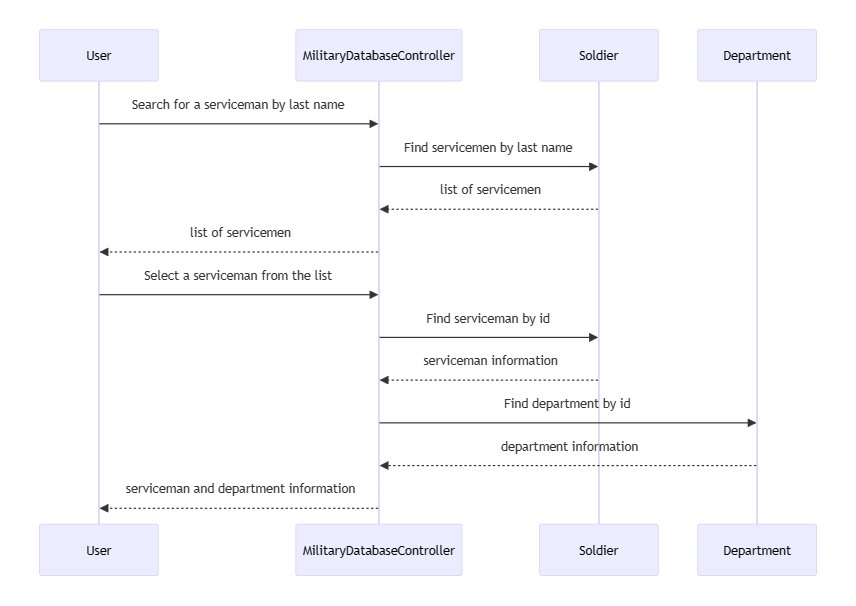 User
MilitaryDatabaseController
Soldier
Department
Search for a serviceman by last name
Find servicemen by last name
list of servicemen
list of servicemen
Select a serviceman from the list
Find serviceman by id
serviceman information
Find department by id
department information
serviceman and department information
User
MilitaryDatabaseController
Soldier
Department